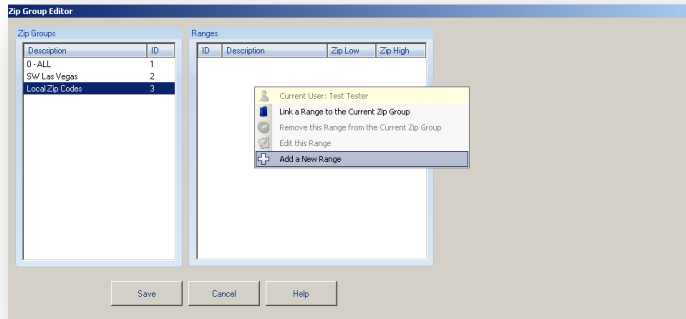 Zip Group Editor
Zip Groups
Description ID
0 - ALL 1
SW Las Vegas 2
Local Zip Codes 3
Ranges
ID Description Zip Low Zip High
Current User: Test Tester
Link a Range to the Current Zip Group
Remove this Range from the Current Zip Group
Edit this Range
Add a New Range
Save Cancel Help